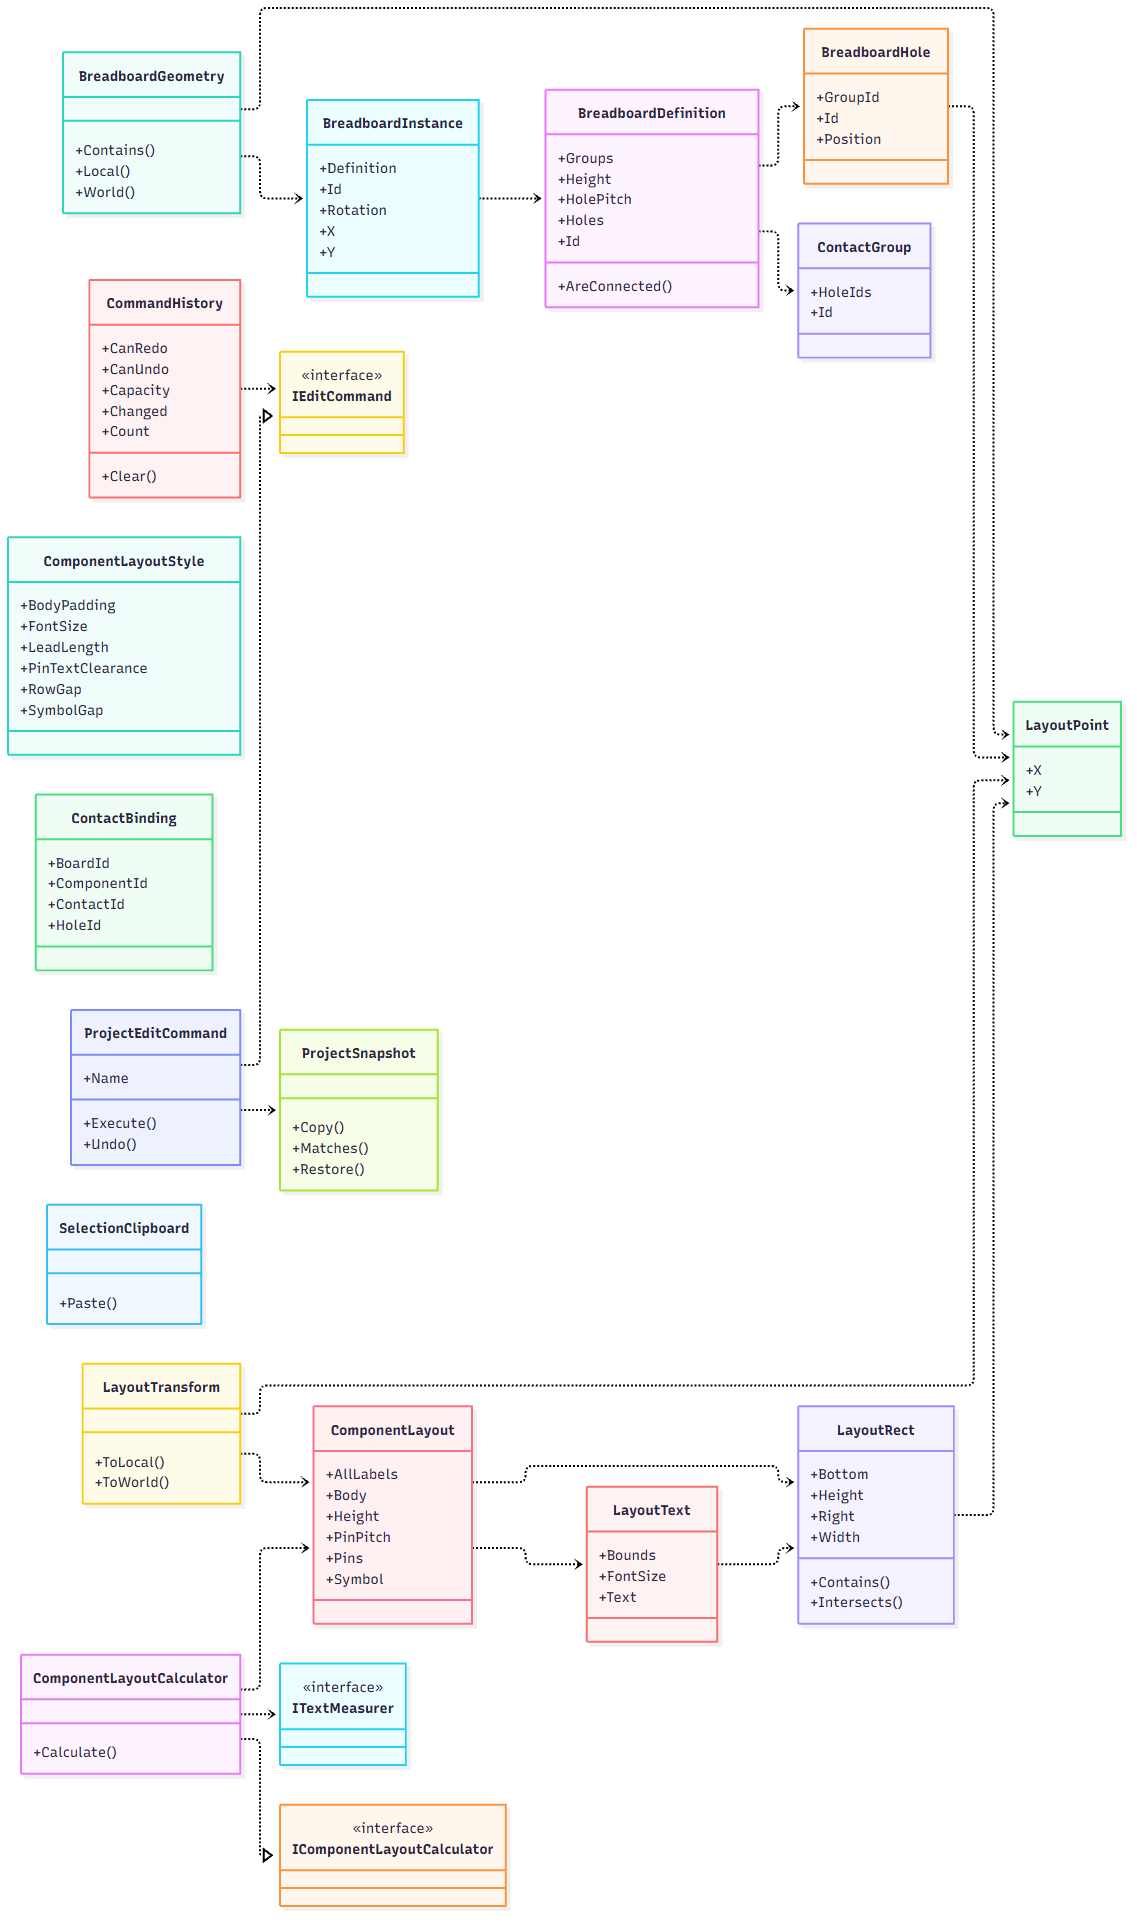 BreadboardGeometry
+Contains()
+Local()
+World()
BreadboardInstance
+Definition
+Id
+Rotation
+X
+Y
BreadboardDefinition
+Groups
+Height
+HolePitch
+Holes
+Id
+AreConnected()
BreadboardHole
+GroupId
+Id
+Position
ContactGroup
+HoleIds
+Id
CommandHistory
+CanRedo
+CanUndo
+Capacity
+Changed
+Count
+Clear()
«interface»
IEditCommand
ComponentLayoutStyle
+BodyPadding
+FontSize
+LeadLength
+PinTextClearance
+RowGap
+SymbolGap
LayoutPoint
+X
+Y
ContactBinding
+BoardId
+ComponentId
+ContactId
+HoleId
ProjectEditCommand
+Name
+Execute()
+Undo()
ProjectSnapshot
+Copy()
+Matches()
+Restore()
SelectionClipboard
+Paste()
LayoutTransform
+ToLocal()
+ToWorld()
ComponentLayout
+AllLabels
+Body
+Height
+PinPitch
+Pins
+Symbol
LayoutText
+Bounds
+FontSize
+Text
LayoutRect
+Bottom
+Height
+Right
+Width
+Contains()
+Intersects()
ComponentLayoutCalculator
+Calculate()
«interface»
ITextMeasurer
«interface»
IComponentLayoutCalculator